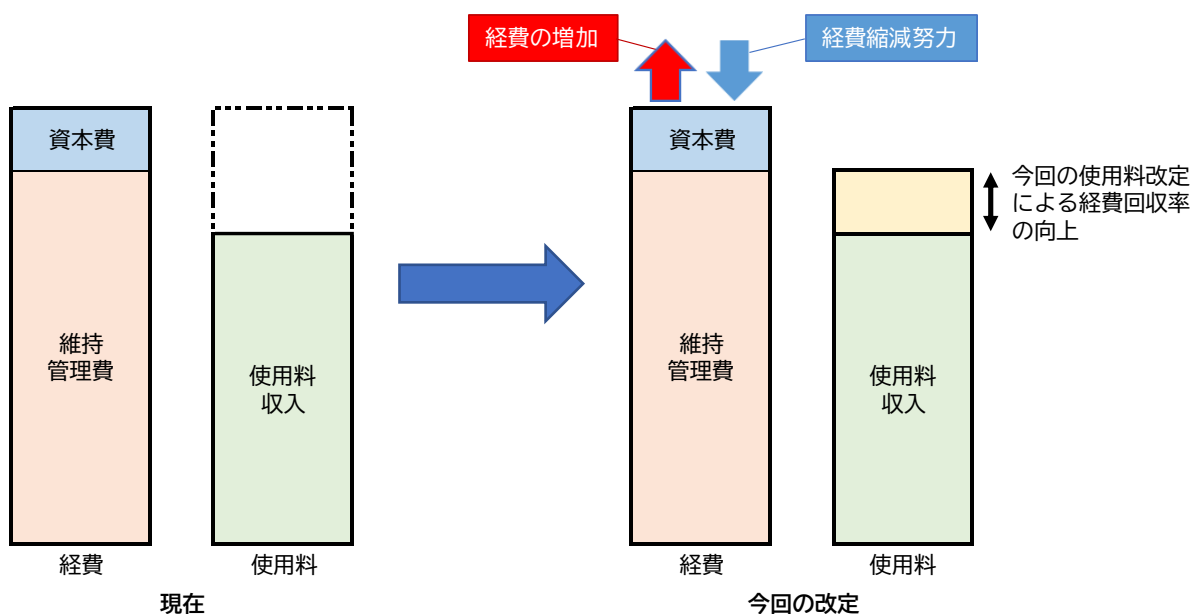 経費の増加
経費縮減努力
資本費
維持
管理費
使用料
収入
経費
使用料
現在
資本費
維持
管理費
使用料
収入
今回の使用料改定
による経費回収率
の向上
経費
使用料
今回の改定